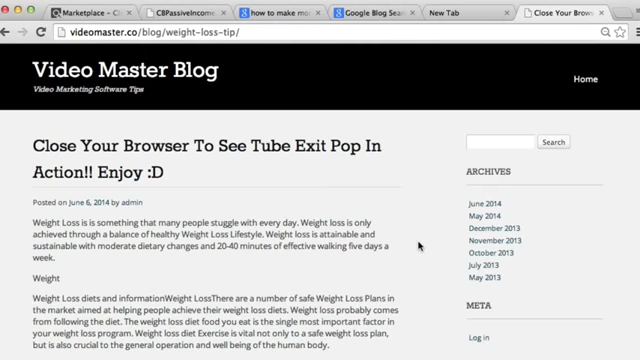 Marketplace - Cl
CBPassiveIncome
how to make mo
Google Blog Sear
New Tab
Close Your Brows
videomaster.co/blog/weight-loss-tip/
Video Master Blog
Video Marketing Software Tips
Home
Close Your Browser To See Tube Exit Pop In
Action!! Enjoy :D
Posted on June 6, 2014 by admin
Weight Loss is is something that many people stuggle with every day. Weight loss is only
achieved through a balance of healthy Weight Loss Lifestyle. Weight loss is attainable and
sustainable with moderate dietary changes and 20-40 minutes of effective walking five days a
week.
Weight
Weight Loss diets and informationWeight LossThere are a number of safe Weight Loss Plans in
the market aimed at helping people achieve their weight loss diets. Weight loss probably comes
from following the diet. The weight loss diet food you eat is the single most important factor in
your weight loss program. Weight loss diet Exercise is vital not only to a safe weight loss plan,
but is also crucial to the general operation and well being of the human body.
Search
ARCHIVES
June 2014
May 2014
December 2013
November 2013
October 2013
July 2013
May 2013
META
Log in